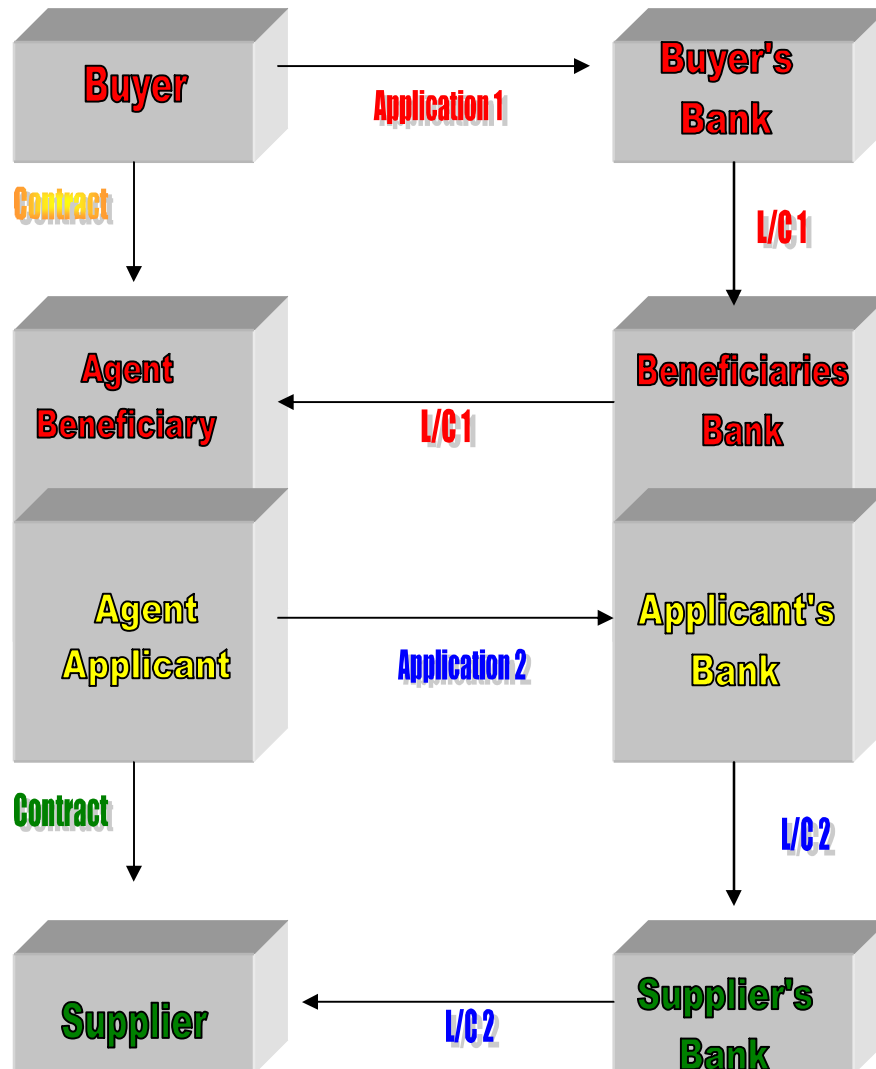 Buyer
Application 1
Buyer's
Bank
Contract
L/C 1
Agent
Beneficiary
L/C 1
Beneficiaries
Bank
Agent
Applicant
Application 2
Applicant's
Bank
Contract
L/C 2
Supplier
L/C 2
Supplier's
Bank